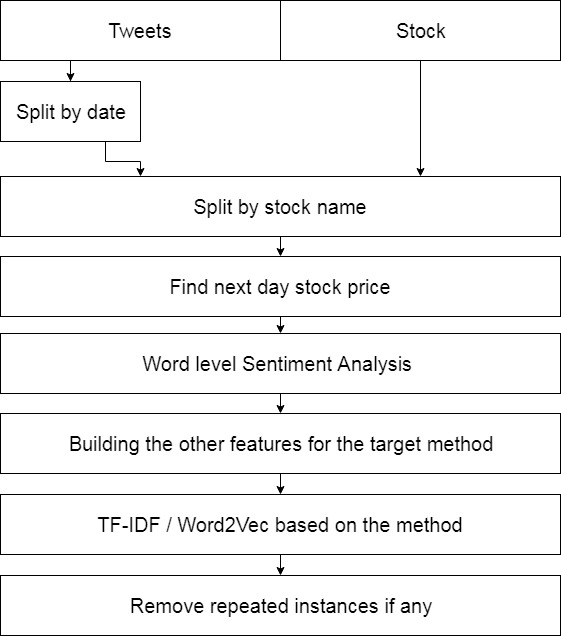 Tweets
Stock
Split by date
Split by stock name
Find next day stock price
Word level Sentiment Analysis
Building the other features for the target method
TF-IDF / Word2Vec based on the method
Remove repeated instances if any